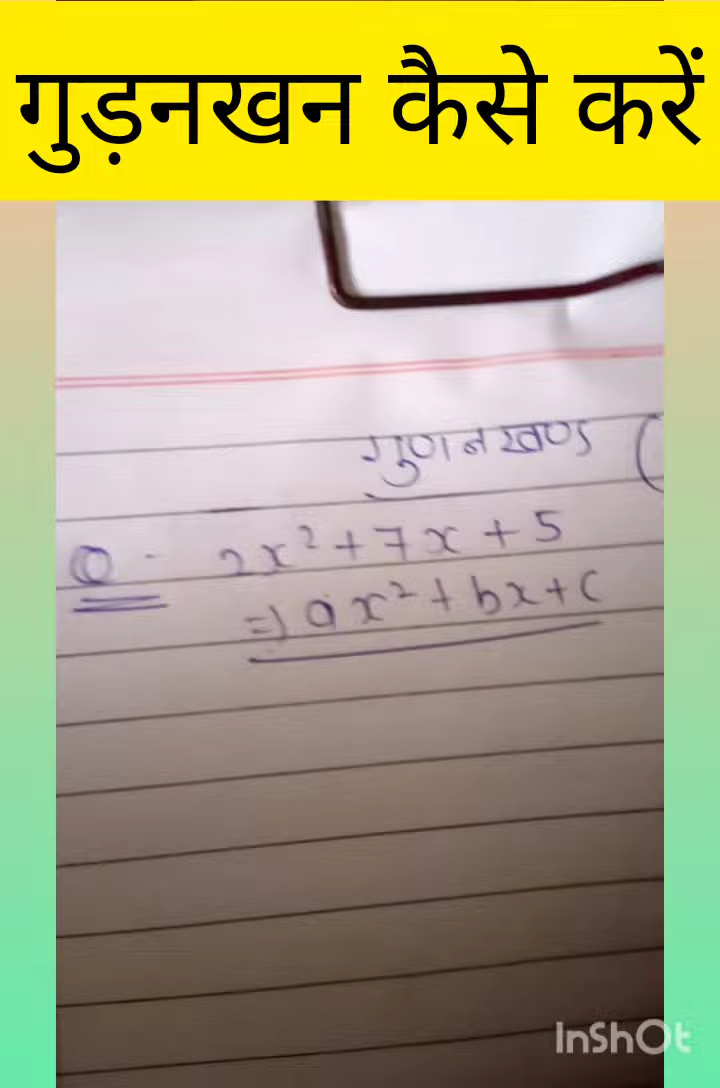 गुड़नखन कैसे करें
गुणनखण्ड (
Q. 2x² + 7x + 5
=) ax² + bx + c
InShOt